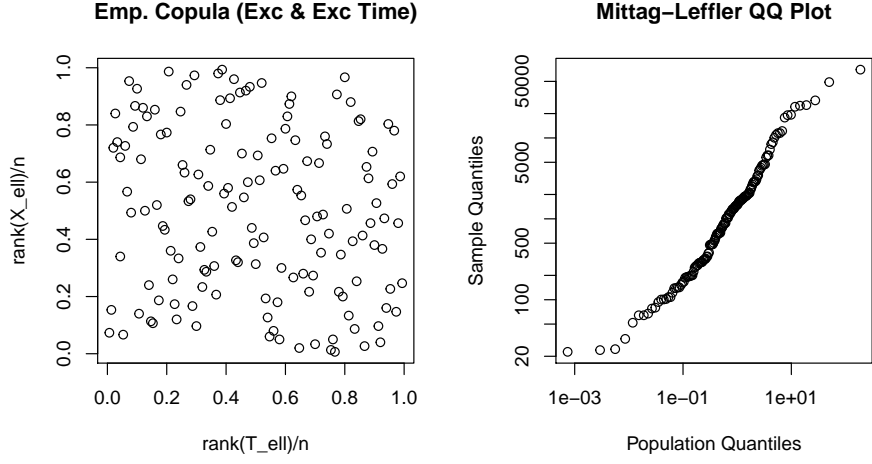 Emp. Copula (Exc & Exc Time)
rank(X_ell)/n
1.0
0.8
0.6
0.4
0.2
0.0
0.0 0.2 0.4 0.6 0.8 1.0
rank(T_ell)/n
Mittag−Leffler QQ Plot
Sample Quantiles
50000
5000
500
100
20
1e−03 1e−01 1e+01
Population Quantiles